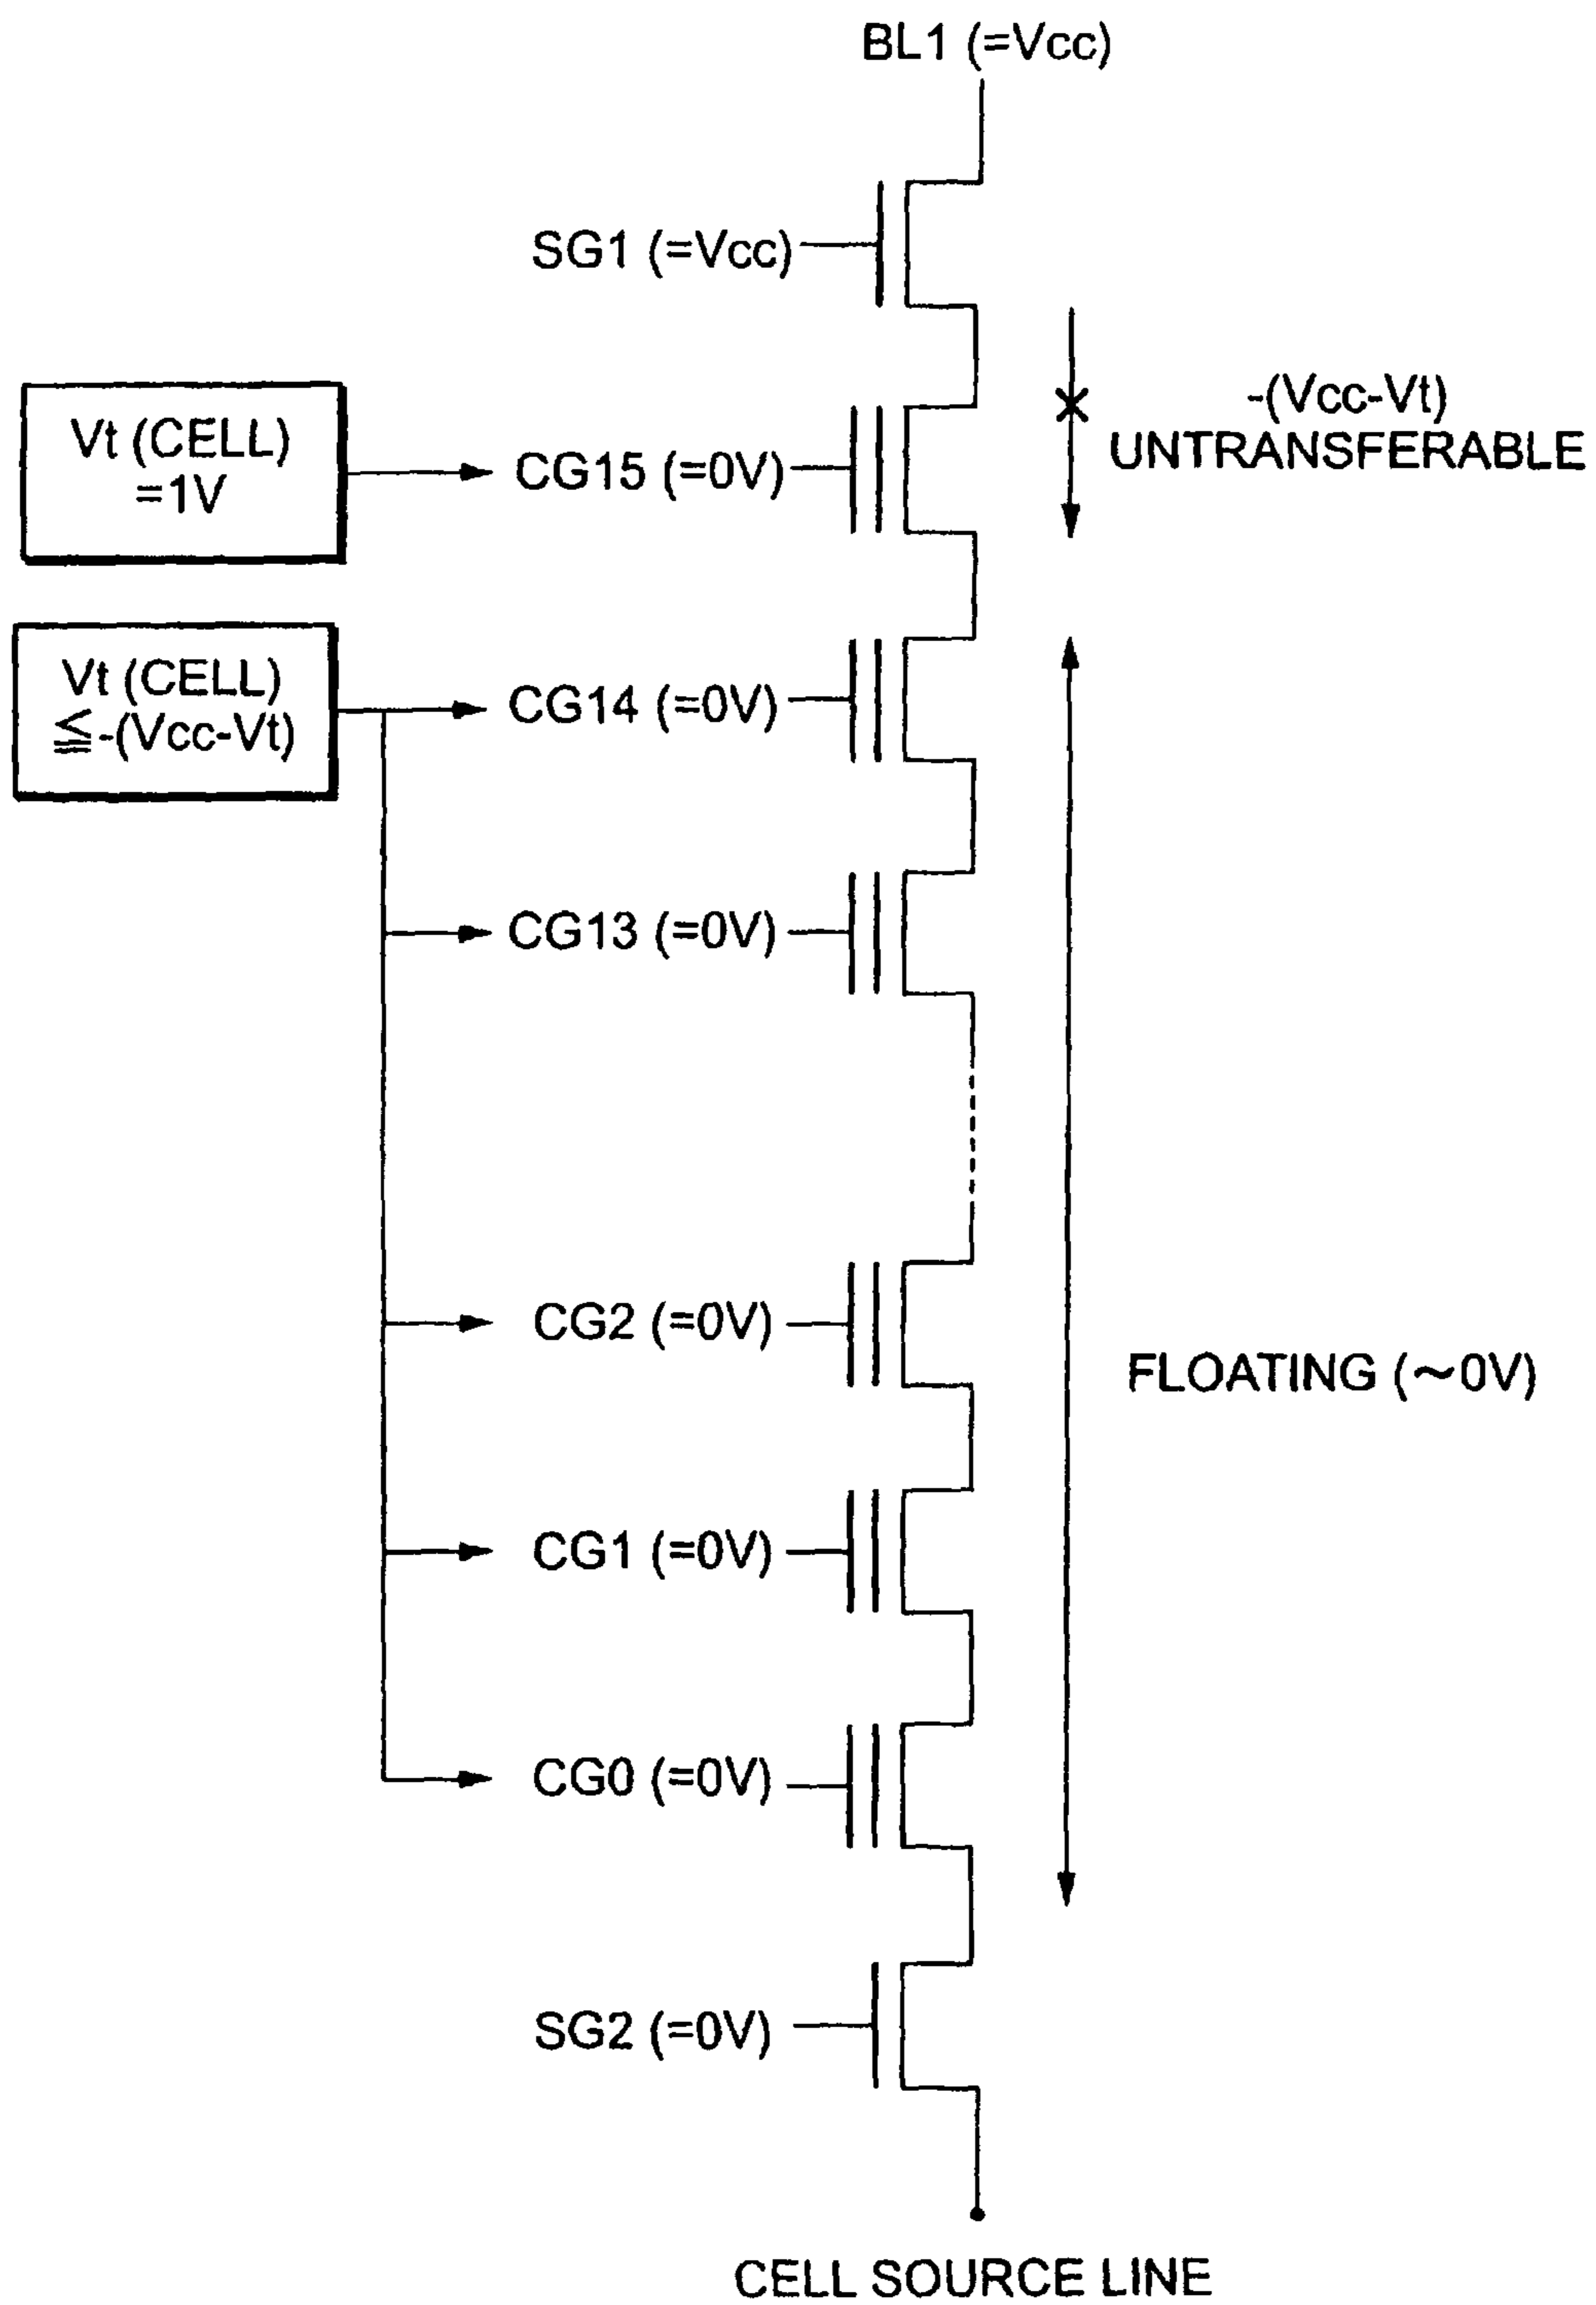 BL1 (=Vcc)
SG1 (=Vcc)
Vt (CELL)
=1V
CG15 (=0V)
-(Vcc-Vt)
UNTRANSFERABLE
Vt (CELL)
≦-(Vcc-Vt)
CG14 (=0V)
CG13 (=0V)
CG2 (=0V)
FLOATING (~0V)
CG1 (=0V)
CG0 (=0V)
SG2 (=0V)
CELL SOURCE LINE